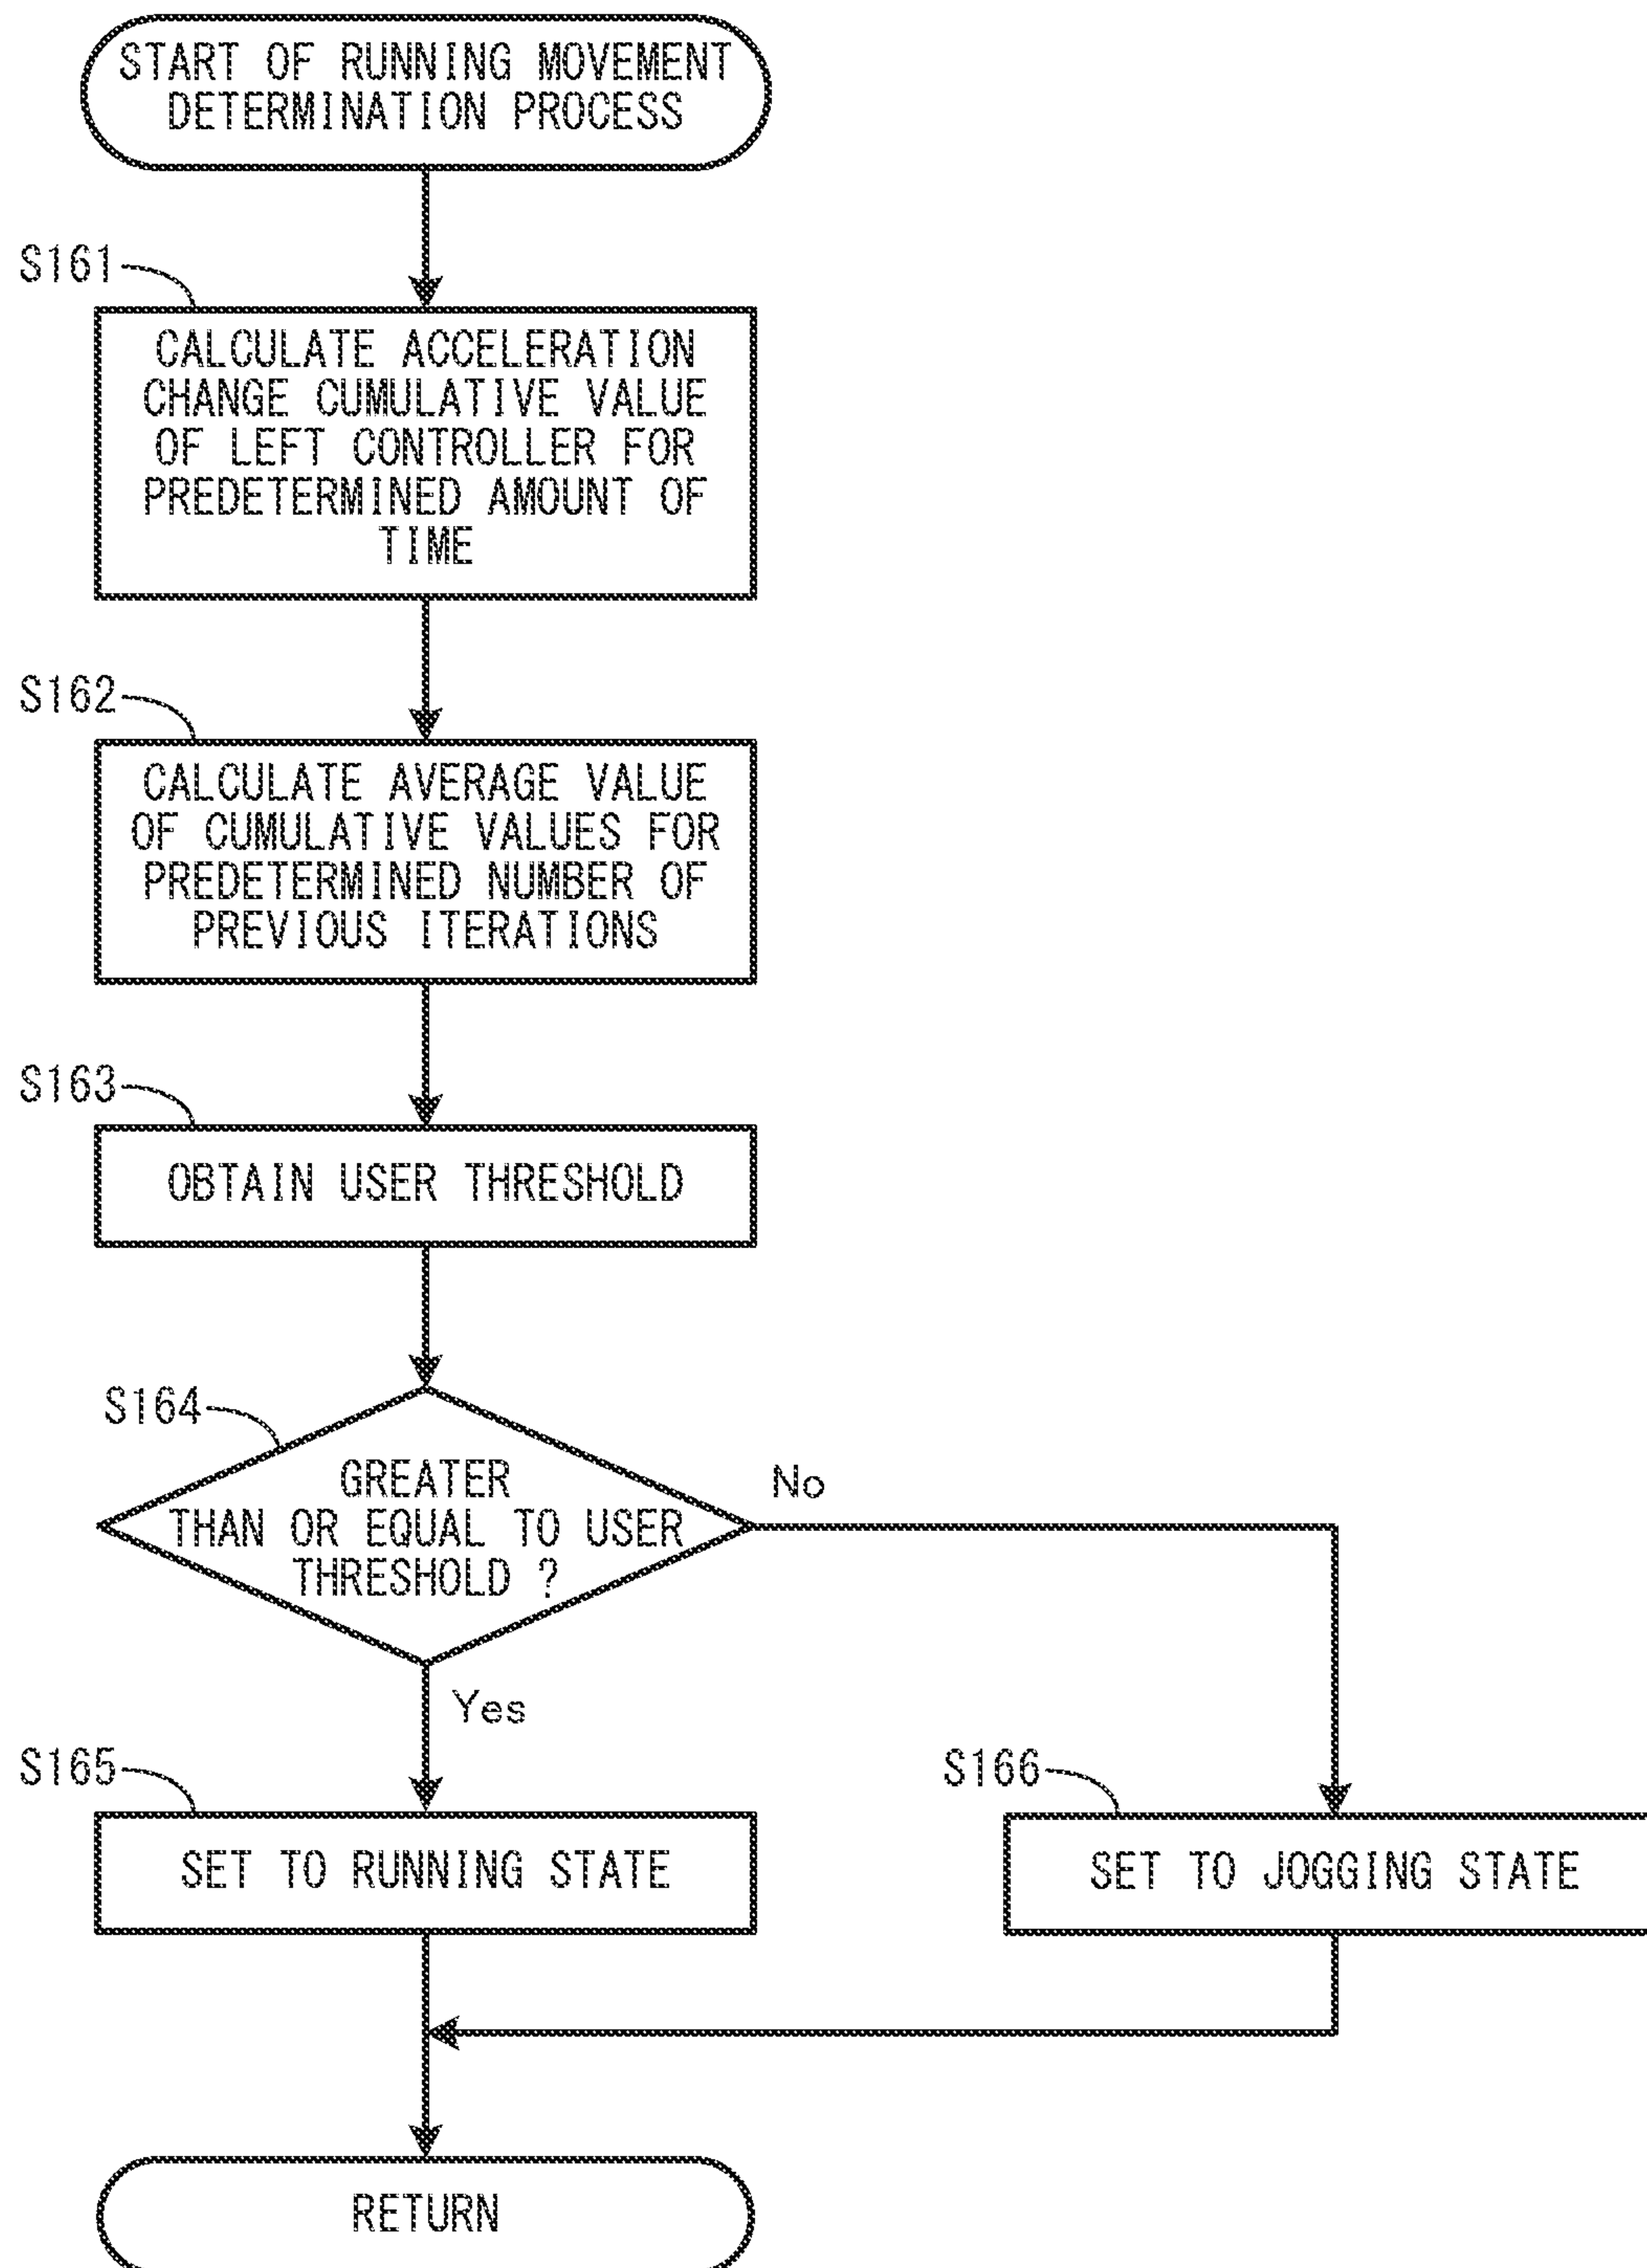 START OF RUNNING MOVEMENT
DETERMINATION PROCESS
S161
CALCULATE ACCELERATION
CHANGE CUMULATIVE VALUE
OF LEFT CONTROLLER FOR
PREDETERMINED AMOUNT OF
TIME
S162
CALCULATE AVERAGE VALUE
OF CUMULATIVE VALUES FOR
PREDETERMINED NUMBER OF
PREVIOUS ITERATIONS
S163
OBTAIN USER THRESHOLD
S164
GREATER
THAN OR EQUAL TO USER
THRESHOLD ?
No
Yes
S165
SET TO RUNNING STATE
S166
SET TO JOGGING STATE
RETURN